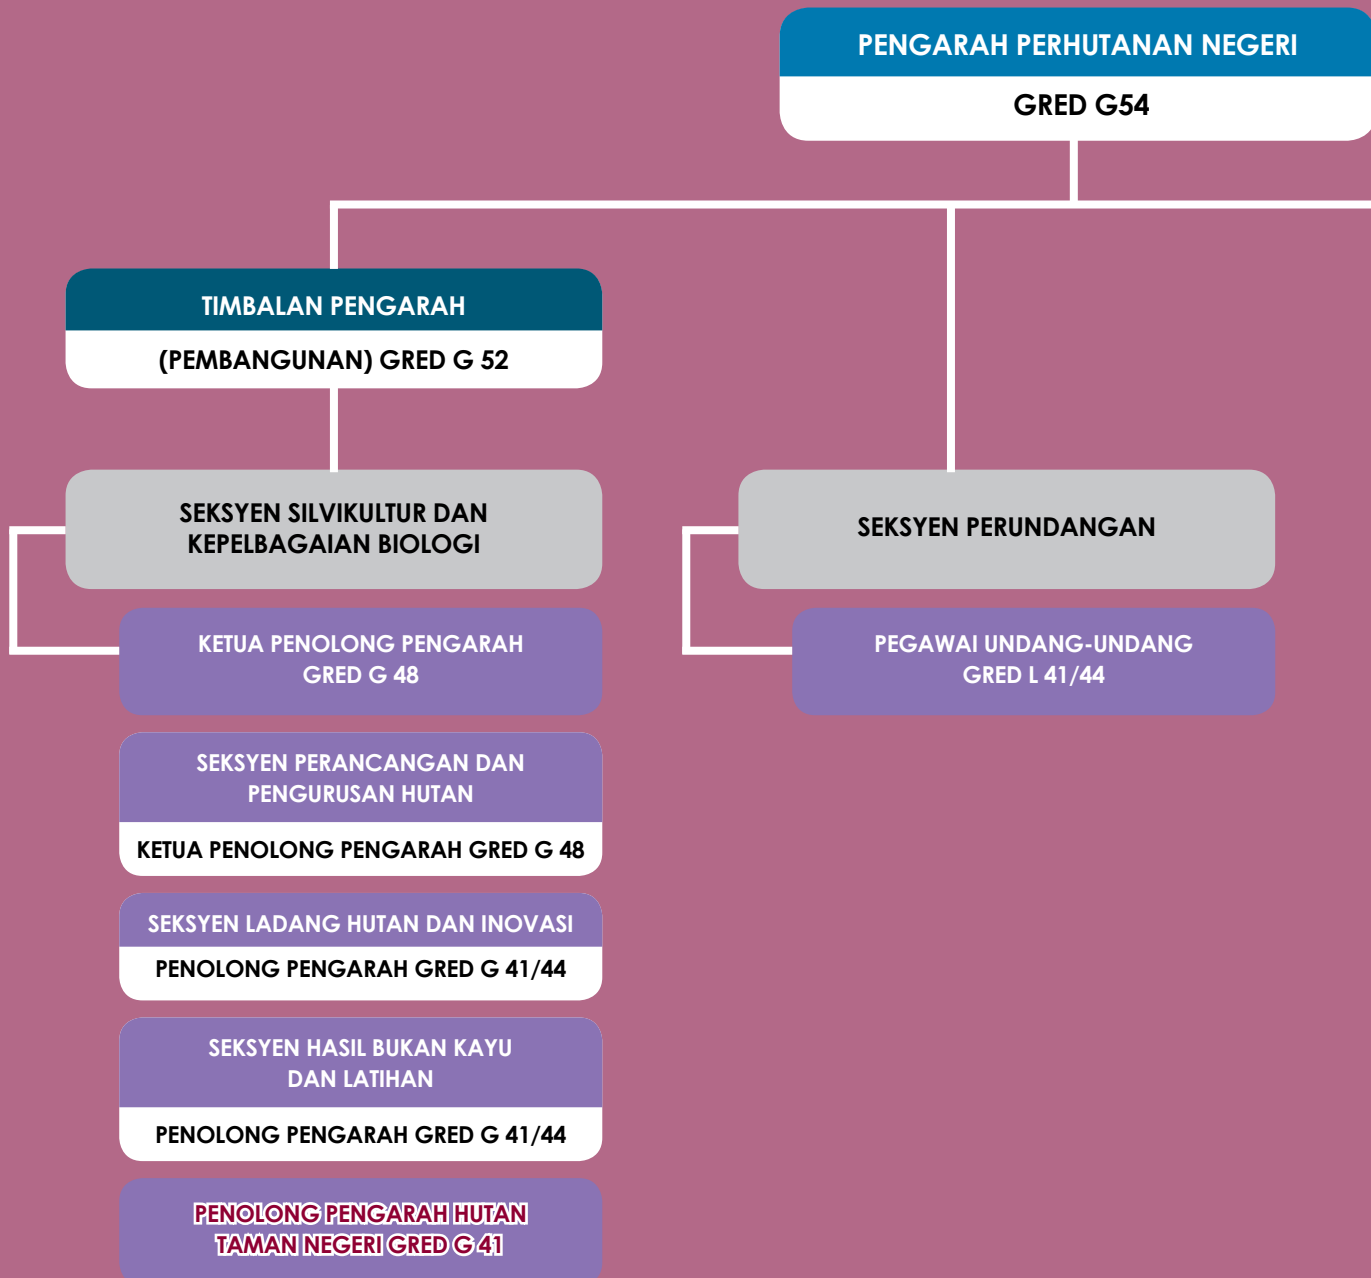 PENGARAH PERHUTANAN NEGERI
GRED G54
TIMBALAN PENGARAH
(PEMBANGUNAN) GRED G 52
SEKSYEN SILVIKULTUR DAN
KEPELBAGAIAN BIOLOGI
KETUA PENOLONG PENGARAH
GRED G 48
SEKSYEN PERANCANGAN DAN
PENGURUSAN HUTAN
KETUA PENOLONG PENGARAH GRED G 48
SEKSYEN LADANG HUTAN DAN INOVASI
PENOLONG PENGARAH GRED G 41/44
SEKSYEN HASIL BUKAN KAYU
DAN LATIHAN
PENOLONG PENGARAH GRED G 41/44
PENOLONG PENGARAH HUTAN
TAMAN NEGERI GRED G 41
SEKSYEN PERUNDANGAN
PEGAWAI UNDANG-UNDANG
GRED L 41/44